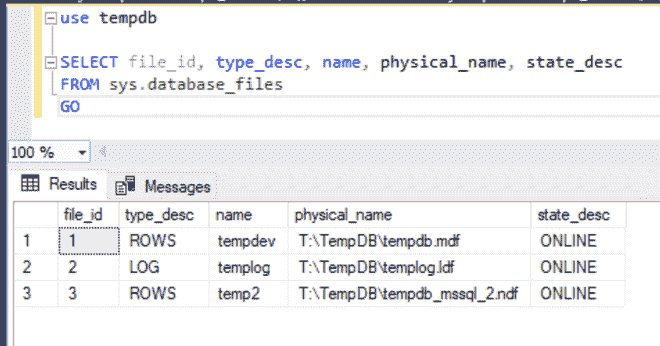 use tempdb
SELECT file_id, type_desc, name, physical_name, state_desc
FROM sys.database_files
GO
100 %
Results Messages
file_id type_desc name physical_name state_desc
1 1 ROWS tempdev T:\TempDB\tempdb.mdf ONLINE
2 2 LOG templog T:\TempDB\templog.ldf ONLINE
3 3 ROWS temp2 T:\TempDB\tempdb_mssql_2.ndf ONLINE